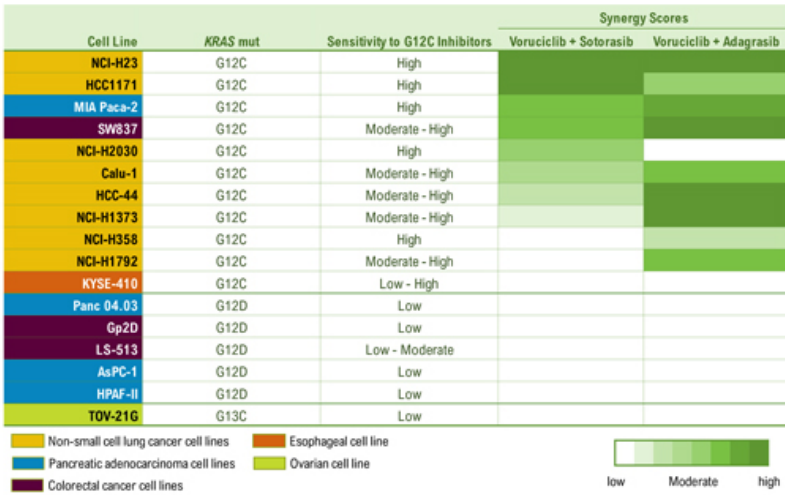 Synergy Scores
Cell Line KRAS mut Sensitivity to G12C Inhibitors Voruciclib + Sotorasib Voruciclib + Adagrasib
NCI-H23 G12C High
HCC1171 G12C High
MIA Paca-2 G12C High
SW837 G12C Moderate - High
NCI-H2030 G12C High
Calu-1 G12C Moderate - High
HCC-44 G12C Moderate - High
NCI-H1373 G12C Moderate - High
NCI-H358 G12C High
NCI-H1792 G12C Moderate - High
KYSE-410 G12C Low - High
Panc 04.03 G12D Low
Gp2D G12D Low
LS-513 G12D Low - Moderate
AsPC-1 G12D Low
HPAF-II G12D Low
TOV-21G G13C Low
Non-small cell lung cancer cell lines Esophageal cell line
Pancreatic adenocarcinoma cell lines Ovarian cell line
Colorectal cancer cell lines
low Moderate high